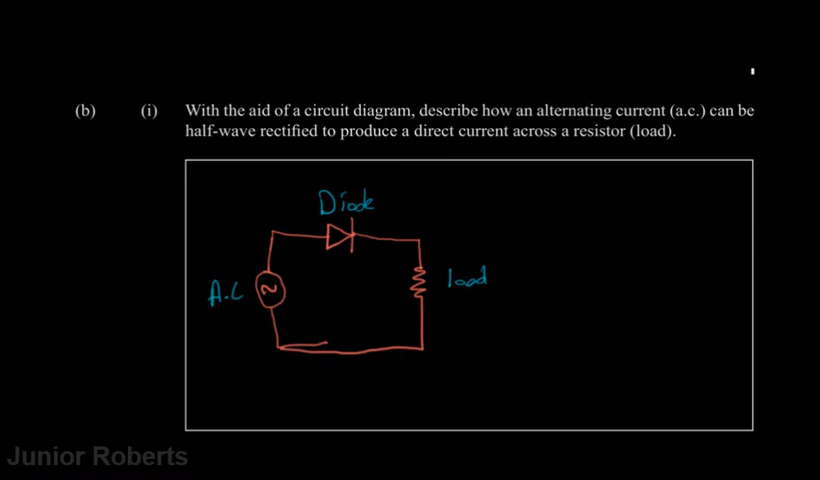 (b) (i) With the aid of a circuit diagram, describe how an alternating current (a.c.) can be
half-wave rectified to produce a direct current across a resistor (load).
Diode
A.C
load
Junior Roberts